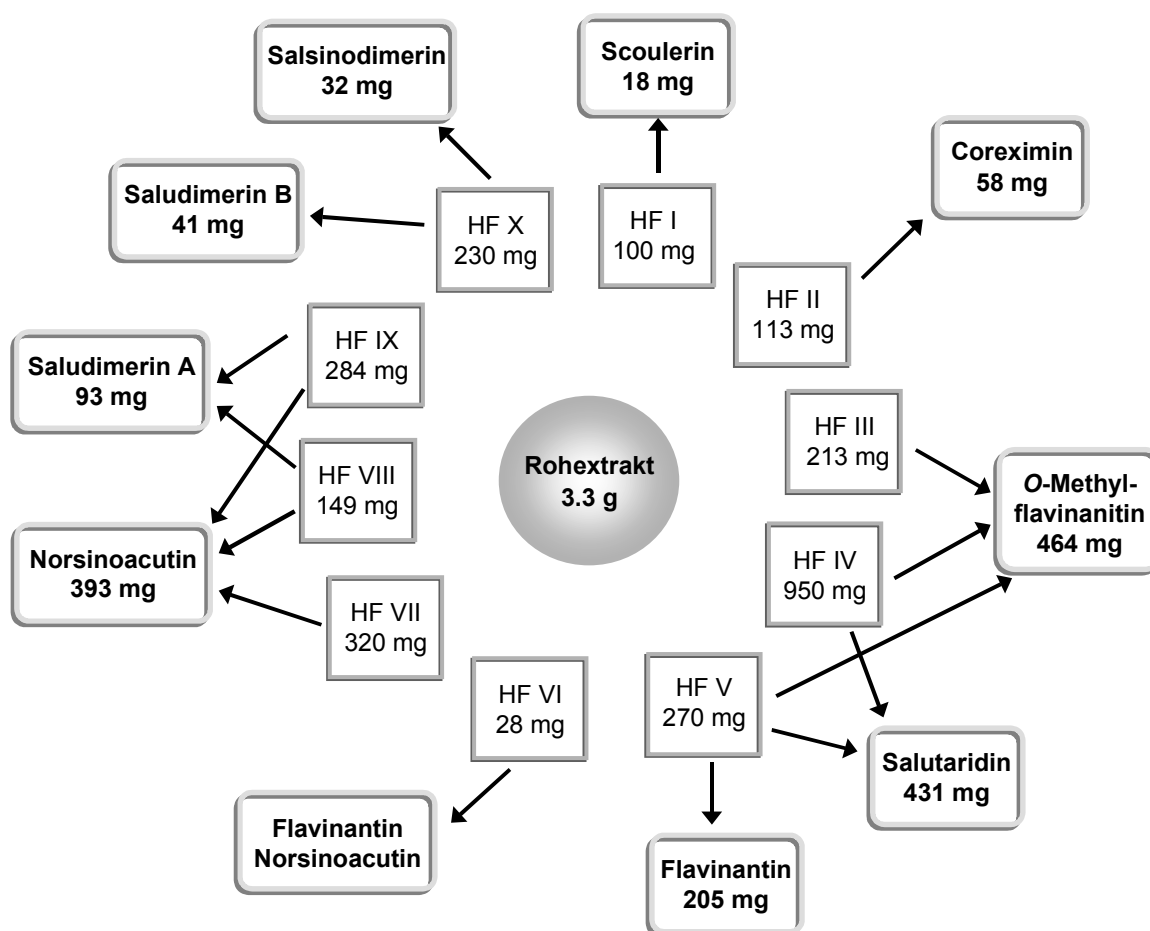 Salsinodimerin
32 mg
Scoulerin
18 mg
Coreximin
58 mg
Saludimerin B
41 mg
HF X
230 mg
HF I
100 mg
HF II
113 mg
Saludimerin A
93 mg
HF IX
284 mg
HF III
213 mg
Rohextrakt
3.3 g
HF VIII
149 mg
O-Methyl-
flavinanitin
464 mg
Norsinoacutin
393 mg
HF IV
950 mg
HF VII
320 mg
HF VI
28 mg
HF V
270 mg
Salutaridin
431 mg
Flavinantin
Norsinoacutin
Flavinantin
205 mg